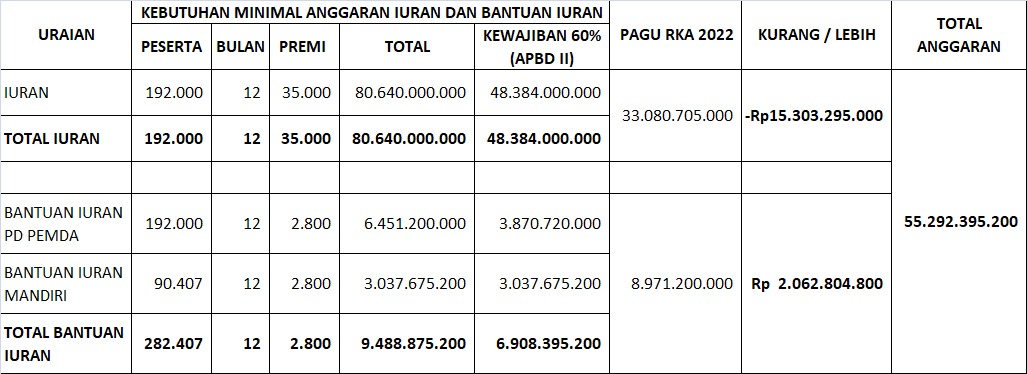 URAIAN
KEBUTUHAN MINIMAL ANGGARAN IURAN DAN BANTUAN IURAN
PAGU RKA 2022
KURANG / LEBIH
TOTAL
ANGGARAN
PESERTA
BULAN
PREMI
TOTAL
KEWAJIBAN 60%
(APBD II)
IURAN
192.000
12
35.000
80.640.000.000
48.384.000.000
33.080.705.000
-Rp15.303.295.000
TOTAL IURAN
192.000
12
35.000
80.640.000.000
48.384.000.000
BANTUAN IURAN
PD PEMDA
192.000
12
2.800
6.451.200.000
3.870.720.000
55.292.395.200
BANTUAN IURAN
MANDIRI
90.407
12
2.800
3.037.675.200
3.037.675.200
8.971.200.000
Rp 2.062.804.800
TOTAL BANTUAN
IURAN
282.407
12
2.800
9.488.875.200
6.908.395.200